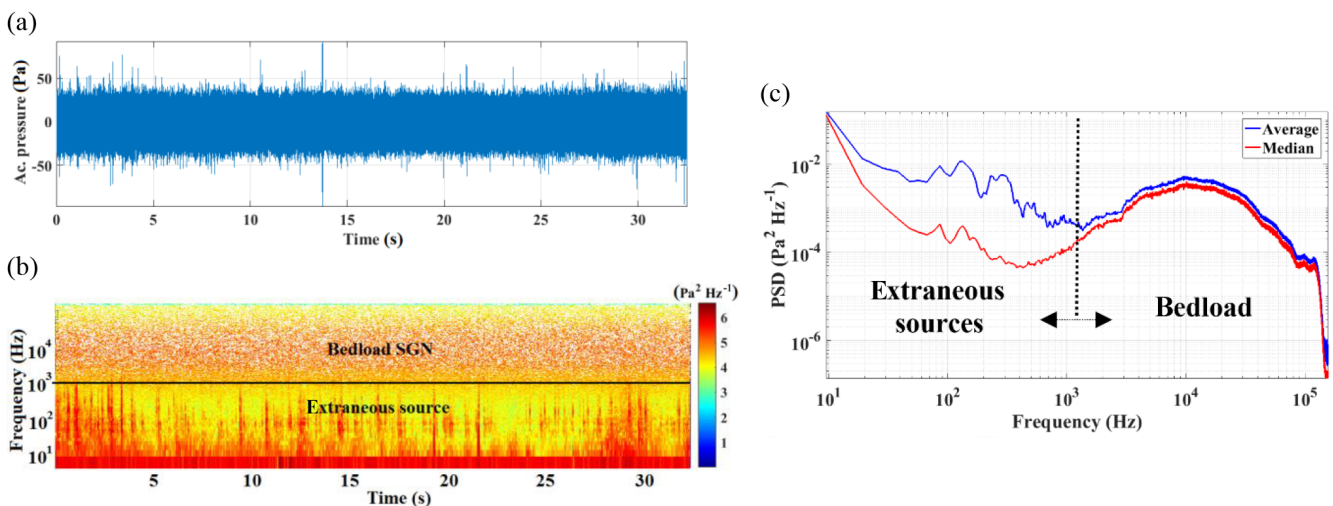 (a)
Ac. pressure (Pa)
50
0
-50
0 5 10 15 20 25 30
Time (s)
(b)
(Pa² Hz⁻¹)
Frequency (Hz)
10⁴
10³
10²
10¹
Bedload SGN
Extraneous source
6
5
4
3
2
1
5 10 15 20 25 30
Time (s)
(c)
PSD (Pa² Hz⁻¹)
10⁻²
10⁻⁴
10⁻⁶
Average
Median
Extraneous
sources
Bedload
10¹ 10² 10³ 10⁴ 10⁵
Frequency (Hz)